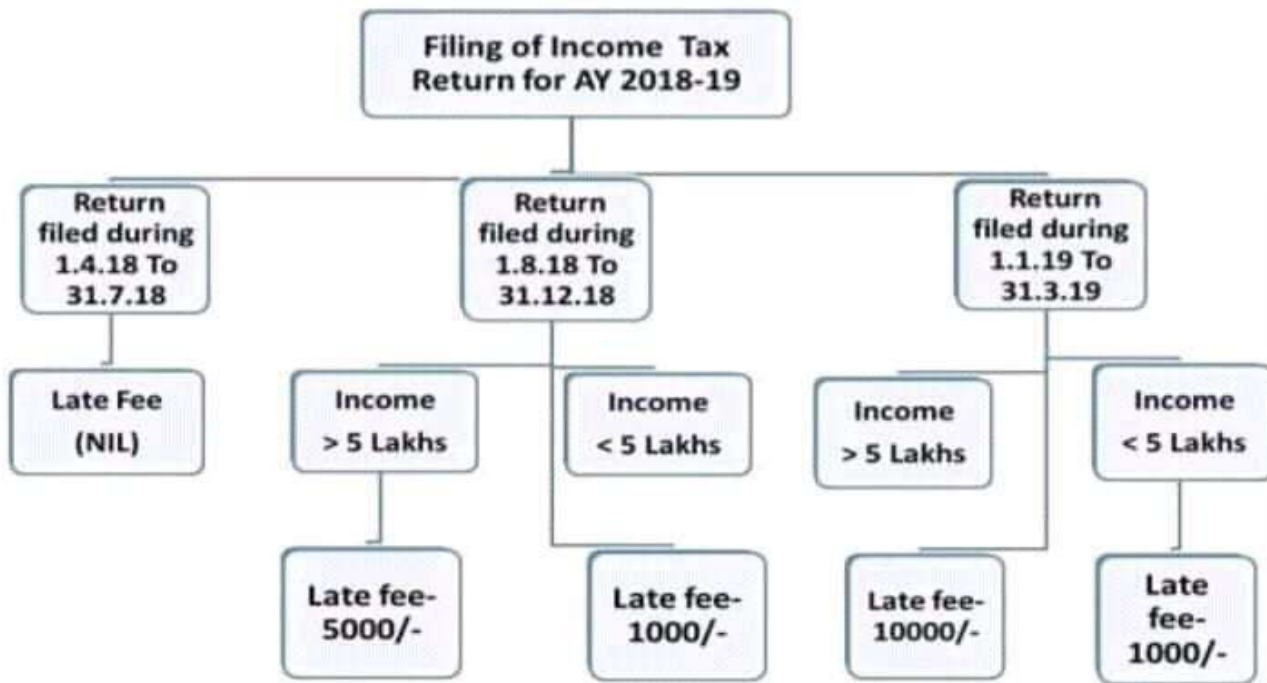 Filing of Income Tax
Return for AY 2018-19
Return
filed during
1.4.18 To
31.7.18
Return
filed during
1.8.18 To
31.12.18
Return
filed during
1.1.19 To
31.3.19
Late Fee
(NIL)
Income
> 5 Lakhs
Income
< 5 Lakhs
Income
> 5 Lakhs
Income
< 5 Lakhs
Late fee-
5000/-
Late fee-
1000/-
Late fee-
10000/-
Late
fee-
1000/-